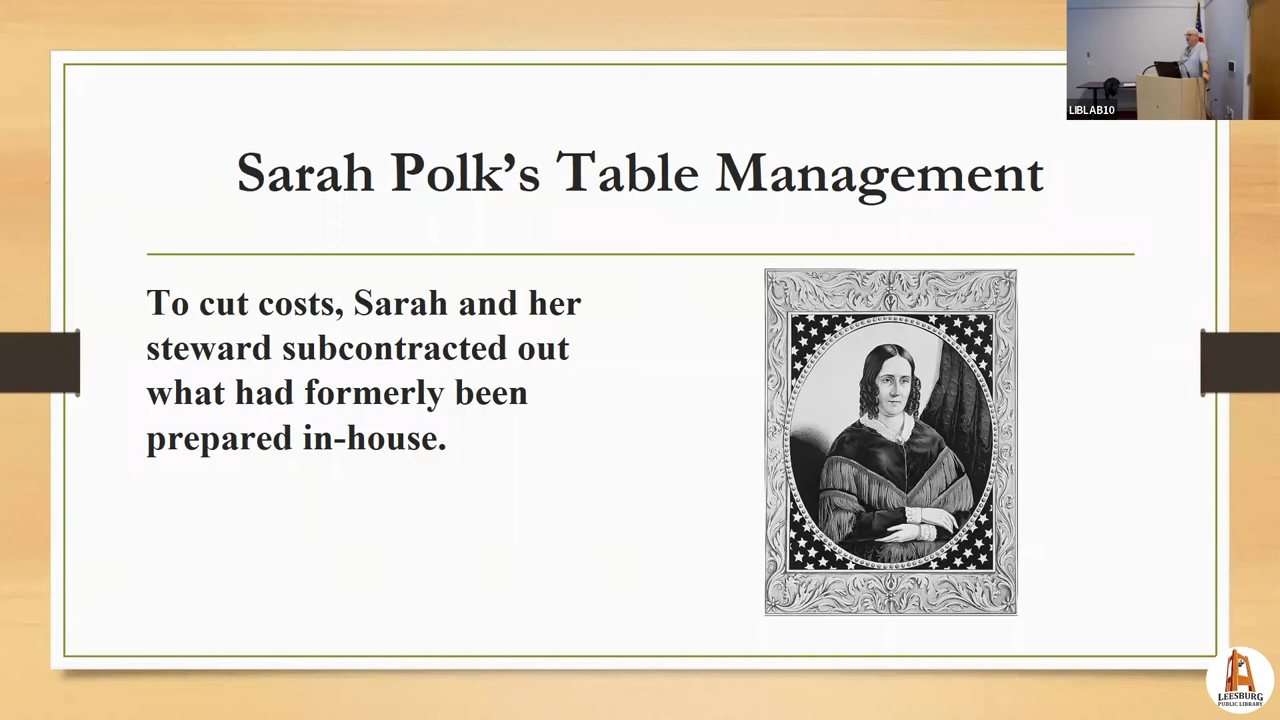 LIBLAB10
Sarah Polk’s Table Management
To cut costs, Sarah and her
steward subcontracted out
what had formerly been
prepared in-house.
LEESBURG
PUBLIC LIBRARY